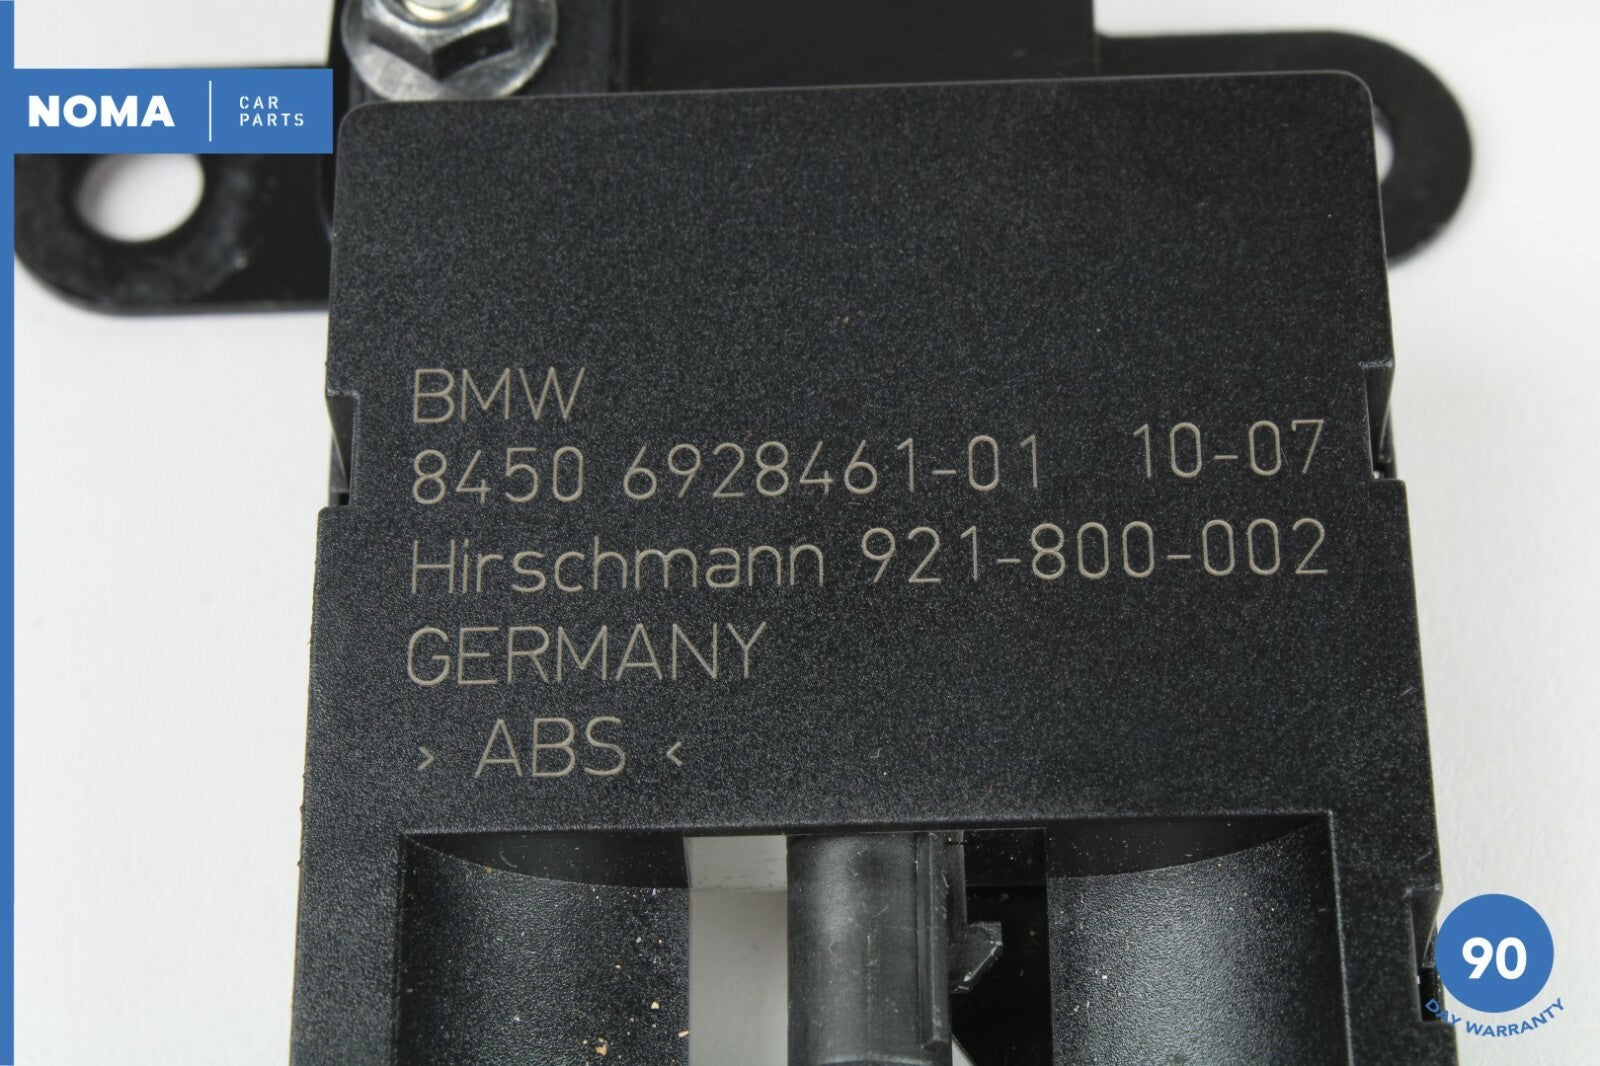 NOMA
CAR
PARTS
BMW
8450 6928461-01 10-07
Hirschmann 921-800-002
GERMANY
> ABS <
90
DAY WARRANTY